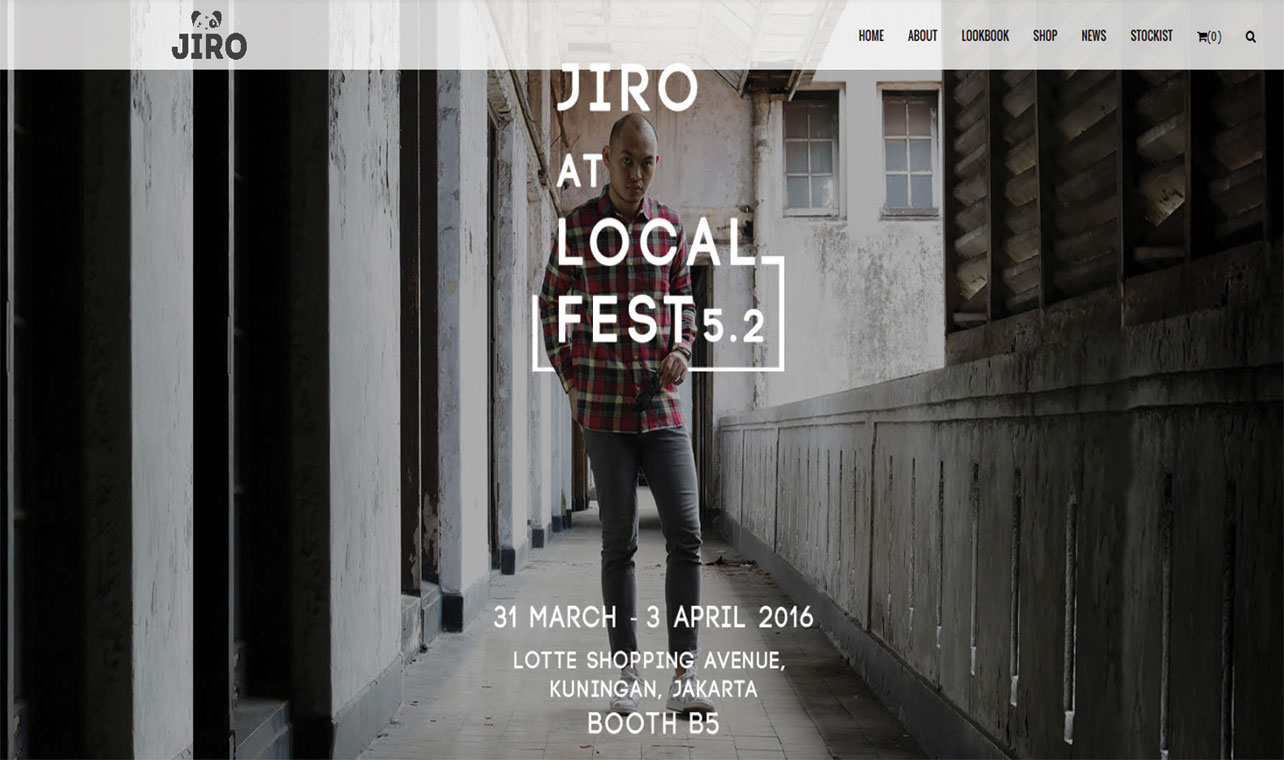 JIRO
HOME ABOUT LOOKBOOK SHOP NEWS STOCKIST (0)
JIRO
AT
LOCAL
FEST 5.2
31 MARCH - 3 APRIL 2016
LOTTE SHOPPING AVENUE,
KUNINGAN, JAKARTA
BOOTH B5